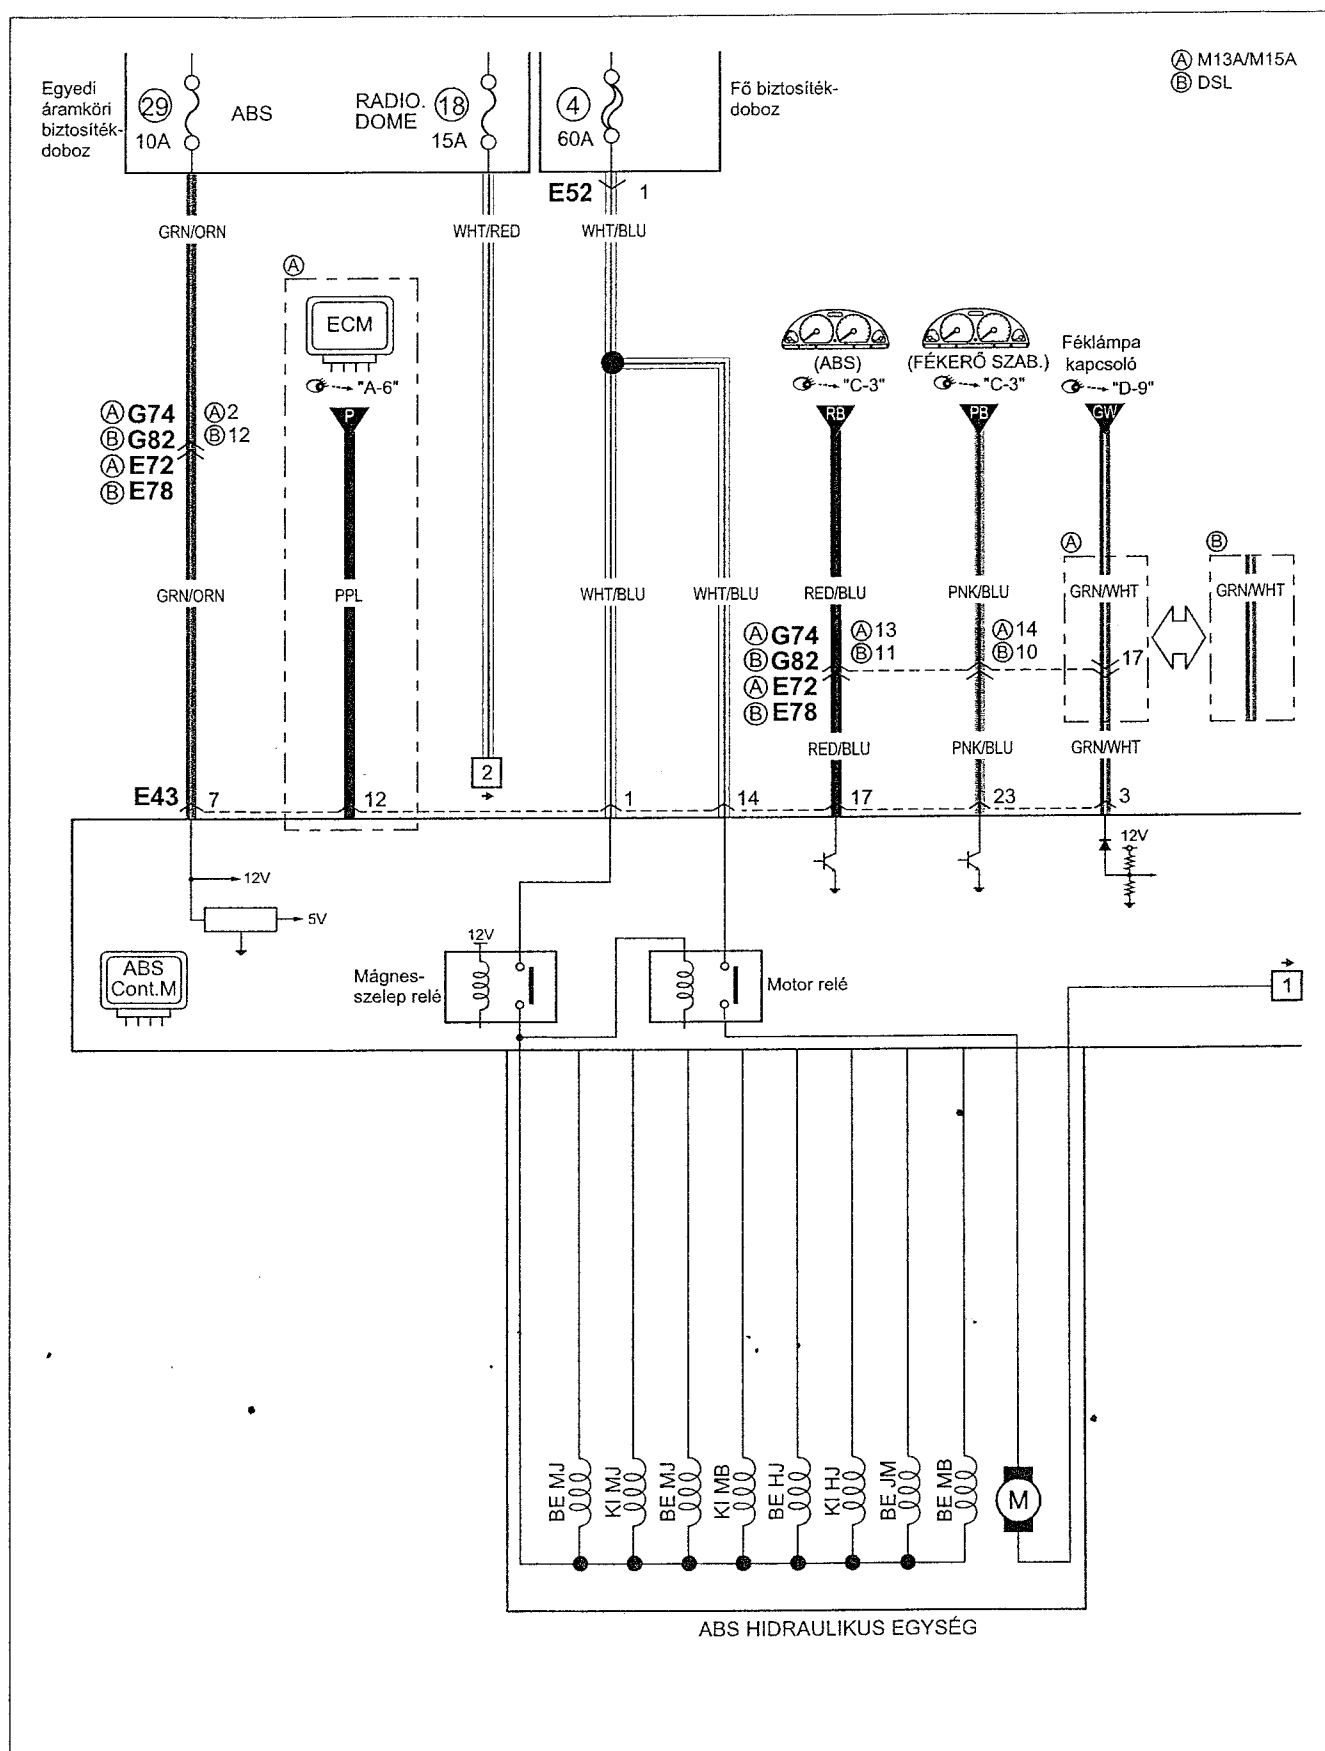 Ⓐ M13A/M15A
Ⓑ DSL
Egyedi
áramköri
biztosíték-
doboz
29
10A
ABS
RADIO.
DOME
18
15A
4
60A
Fő biztosíték-
doboz
E52
1
GRN/ORN
WHT/RED
WHT/BLU
Ⓐ
ECM
"A-6"
P
(ABS)
"C-3"
RB
(FÉKERŐ SZAB.)
"C-3"
PB
Féklámpa
kapcsoló
"D-9"
GW
Ⓐ G74 Ⓐ 2
Ⓑ G82 Ⓑ 12
Ⓐ E72
Ⓑ E78
Ⓐ
Ⓑ
GRN/ORN
PPL
WHT/BLU
WHT/BLU
RED/BLU
PNK/BLU
GRN/WHT
GRN/WHT
Ⓐ G74 Ⓐ 13
Ⓑ G82 Ⓑ 11
Ⓐ E72
Ⓑ E78
Ⓐ 14
Ⓑ 10
17
RED/BLU
PNK/BLU
GRN/WHT
2
E43
7
12
1
14
17
23
3
12V
5V
12V
12V
ABS
Cont.M
Mágnes-
szelep relé
Motor relé
1
BE MJ
KI MJ
BE MJ
KI MB
BE HJ
KI HJ
BE JM
BE MB
M
ABS HIDRAULIKUS EGYSÉG